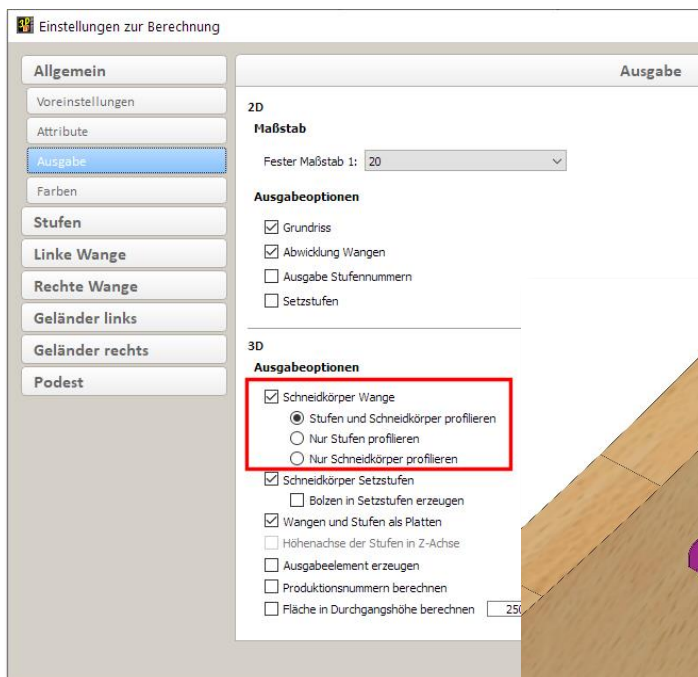 Einstellungen zur Berechnung
Allgemein
Voreinstellungen
Attribute
Ausgabe
Farben
Stufen
Linke Wange
Rechte Wange
Geländer links
Geländer rechts
Podest
Ausgabe
2D
Maßstab
Fester Maßstab 1: 20
Ausgabeoptionen
Grundriss
Abwicklung Wangen
Ausgabe Stufennummern
Setzstufen
3D
Ausgabeoptionen
Schneidkörper Wange
Stufen und Schneidkörper profilieren
Nur Stufen profilieren
Nur Schneidkörper profilieren
Schneidkörper Setzstufen
Bolzen in Setzstufen erzeugen
Wangen und Stufen als Platten
Höhenachse der Stufen in Z-Achse
Ausgabeelement erzeugen
Produktionsnummern berechnen
Fläche in Durchgangshöhe berechnen